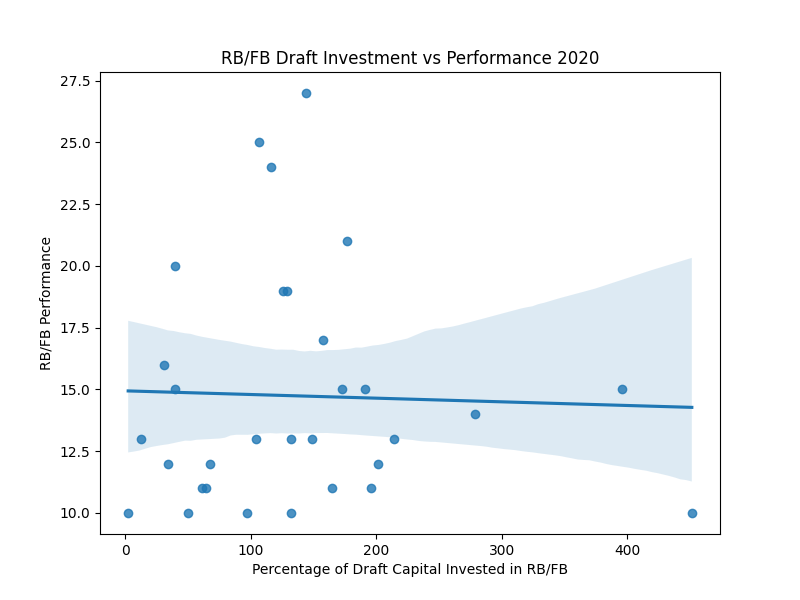 RB/FB Draft Investment vs Performance 2020
27.5
25.0
22.5
20.0
17.5
15.0
12.5
10.0
RB/FB Performance
0 100 200 300 400
Percentage of Draft Capital Invested in RB/FB